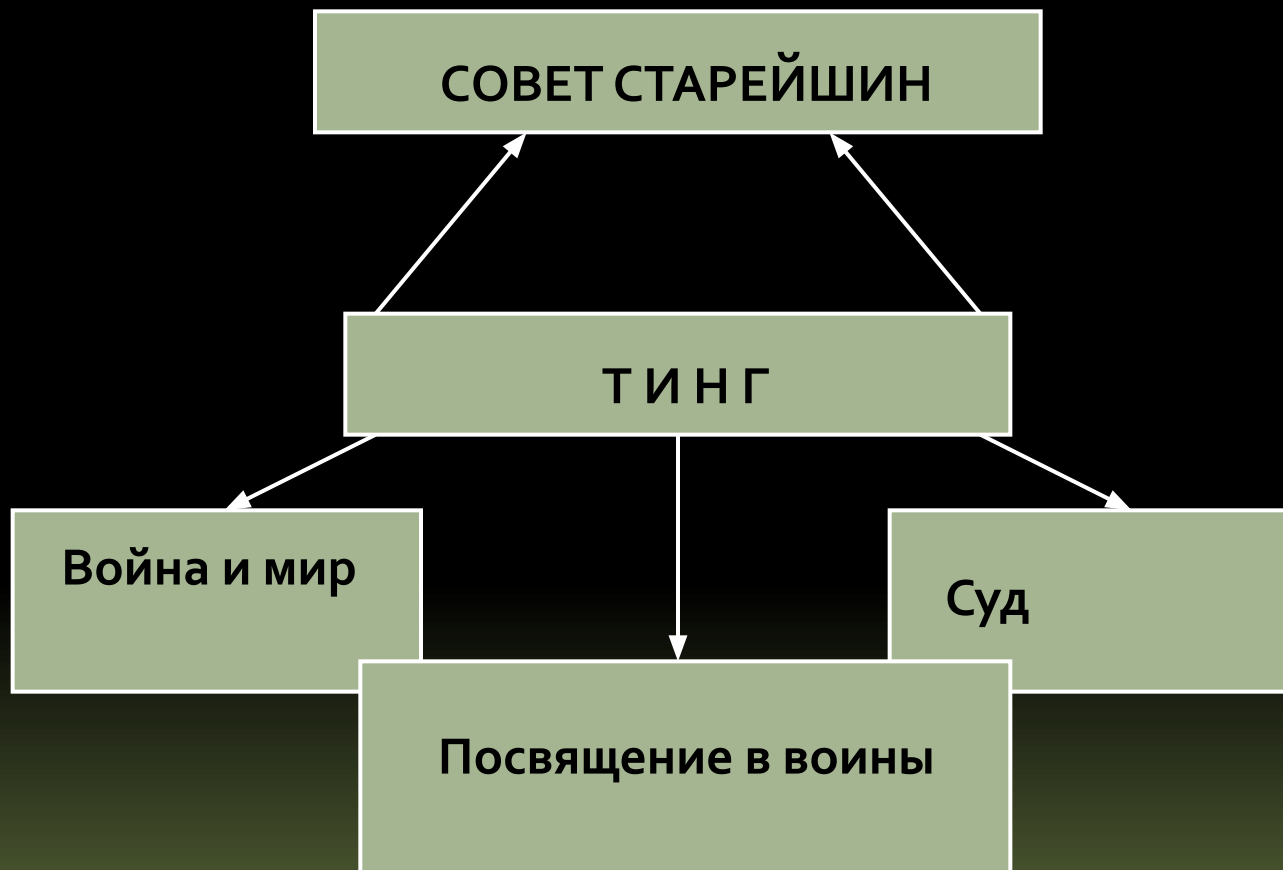 СОВЕТ СТАРЕЙШИН
Т И Н Г
Война и мир
Суд
Посвящение в воины